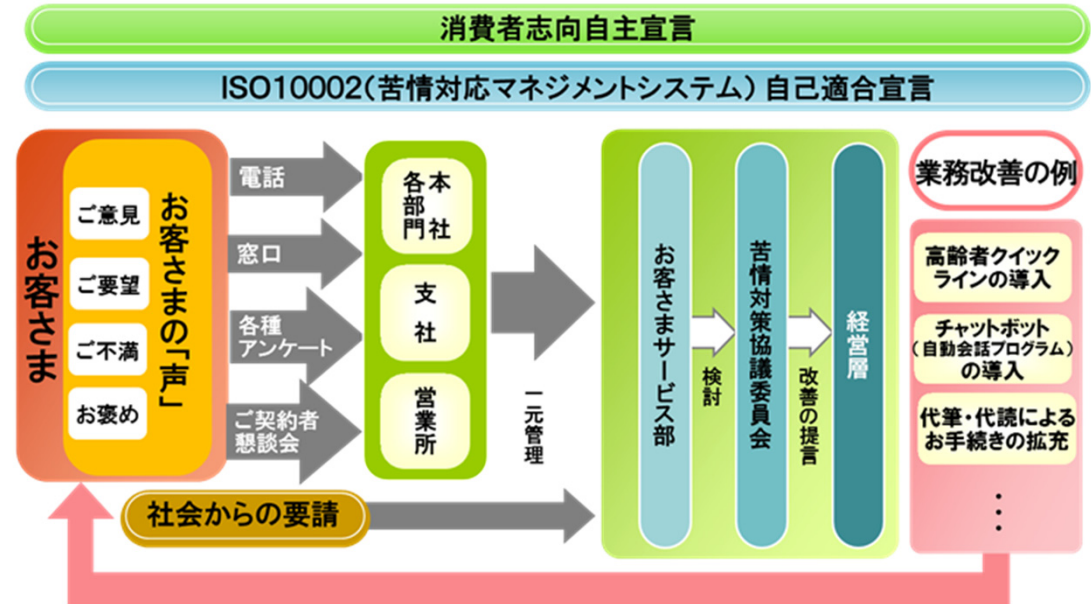 消費者志向自主宣言
ISO10002(苦情対応マネジメントシステム) 自己適合宣言
お客さま
お客さまの「声」
ご意見
ご要望
ご不満
お褒め
電話
窓口
各種
アンケート
ご契約者
懇談会
本社
各部門
支社
営業所
一元管理
社会からの要請
お客さまサービス部
検討
苦情対策協議委員会
改善の提言
経営層
業務改善の例
高齢者クイック
ラインの導入
チャットボット
(自動会話プログラム)
の導入
代筆・代読による
お手続きの拡充
・・・